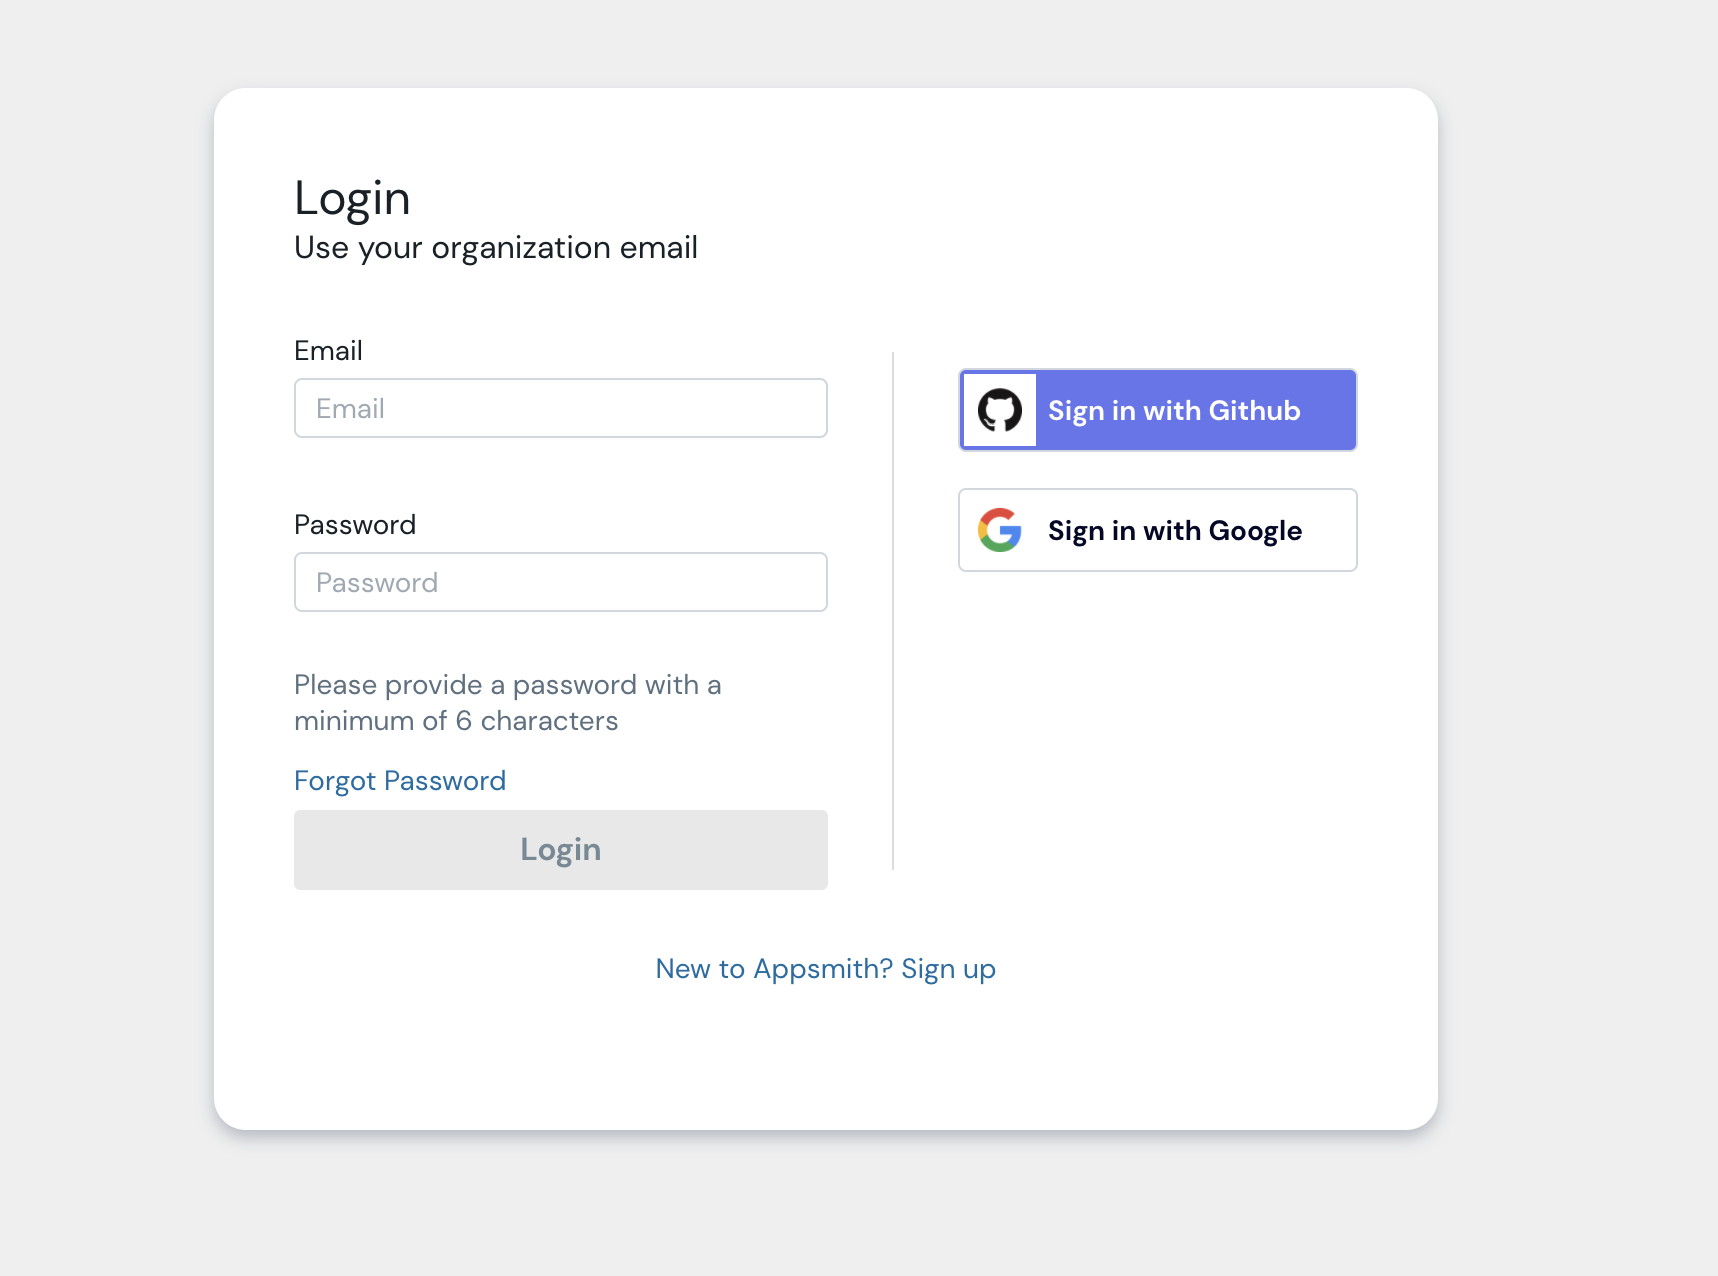 Login
Use your organization email
Email
Email
Password
Password
Please provide a password with a
minimum of 6 characters
Forgot Password
Login
Sign in with Github
Sign in with Google
New to Appsmith? Sign up